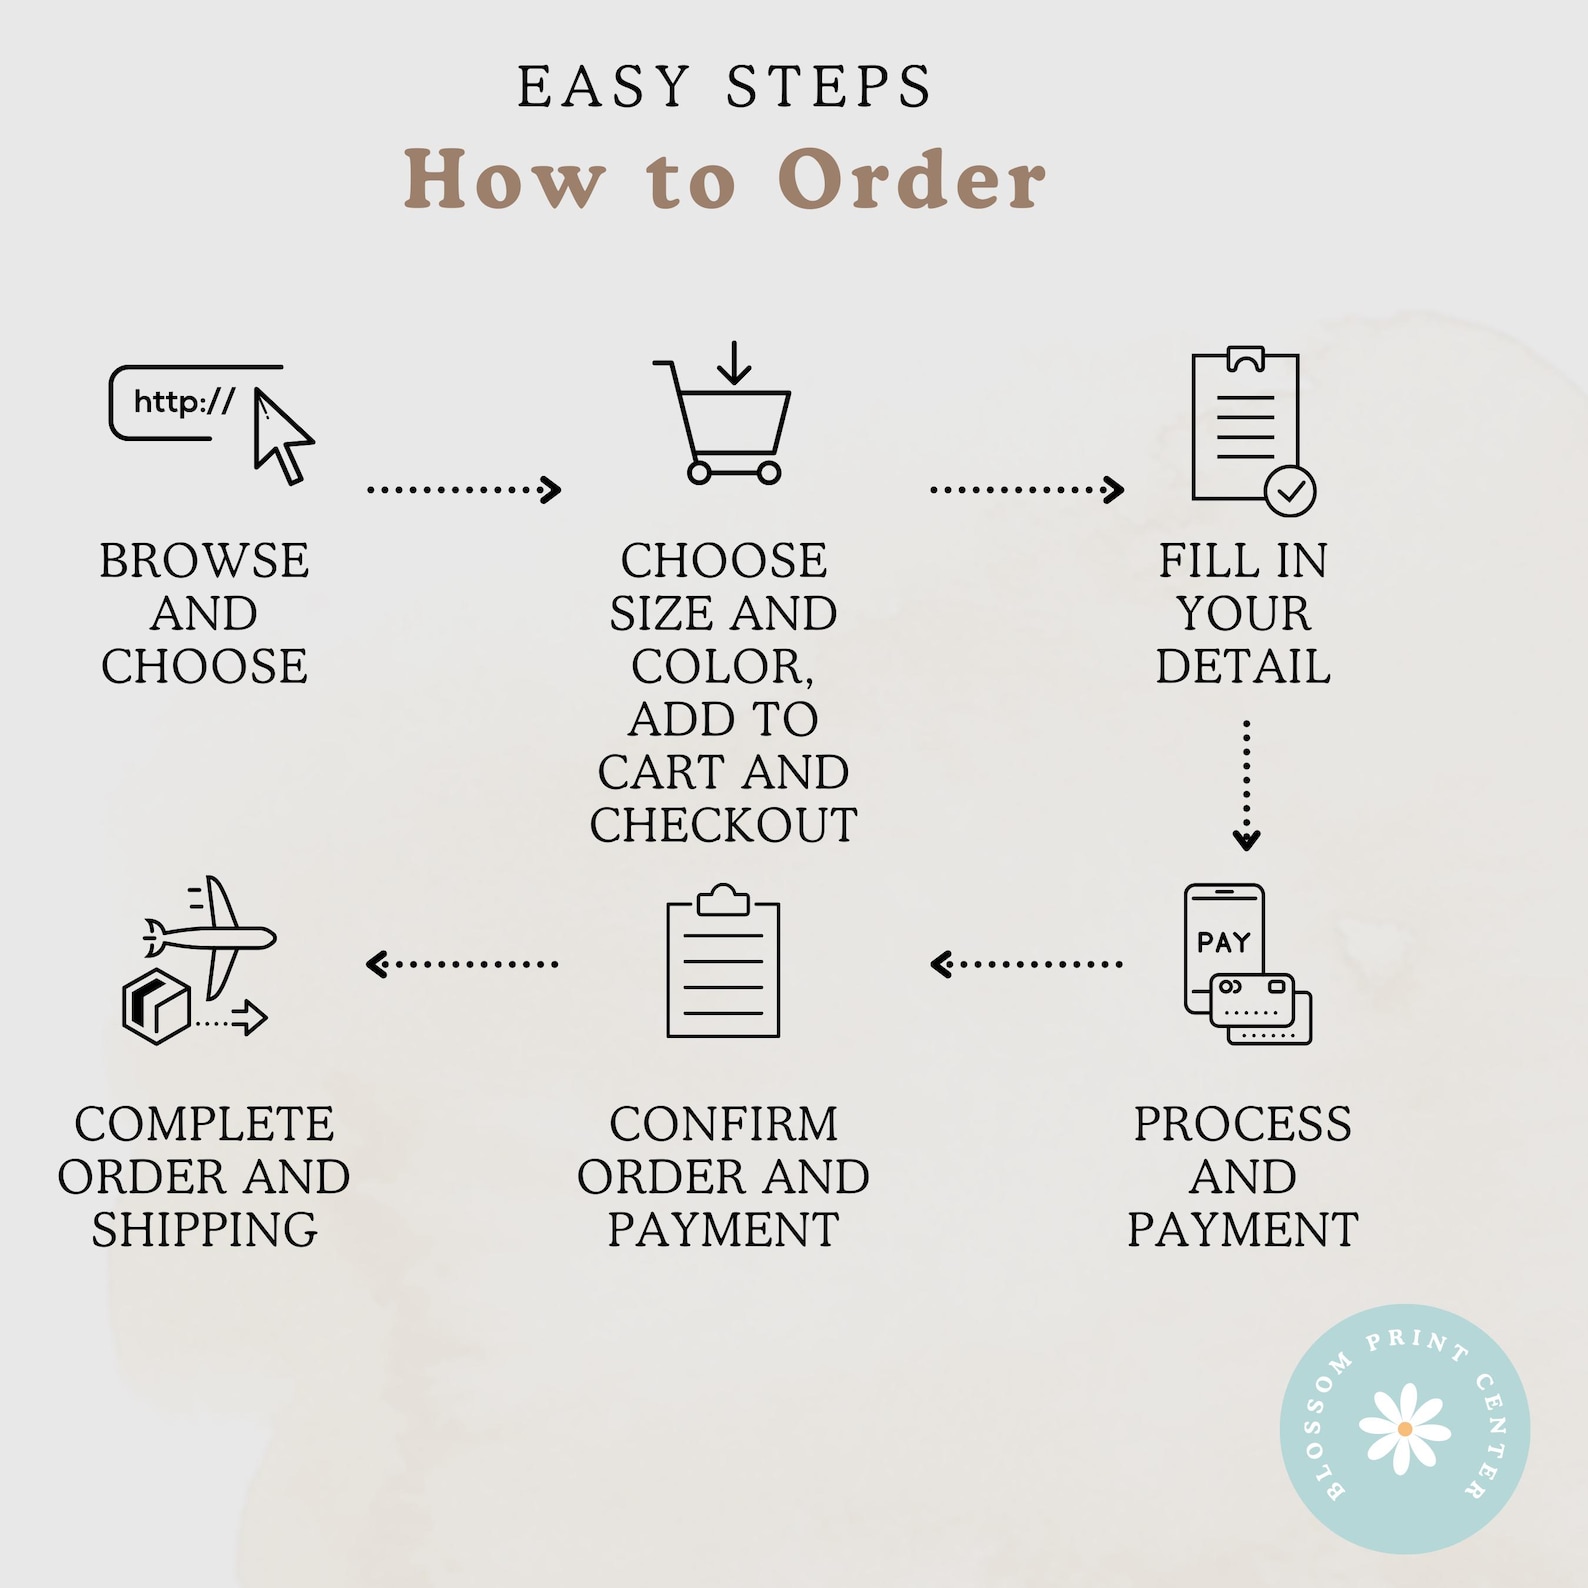 EASY STEPS
How to Order
http://
BROWSE
AND
CHOOSE
CHOOSE
SIZE AND
COLOR,
ADD TO
CART AND
CHECKOUT
FILL IN
YOUR
DETAIL
PAY
PROCESS
AND
PAYMENT
CONFIRM
ORDER AND
PAYMENT
COMPLETE
ORDER AND
SHIPPING
BLOSSOM PRINT CENTER